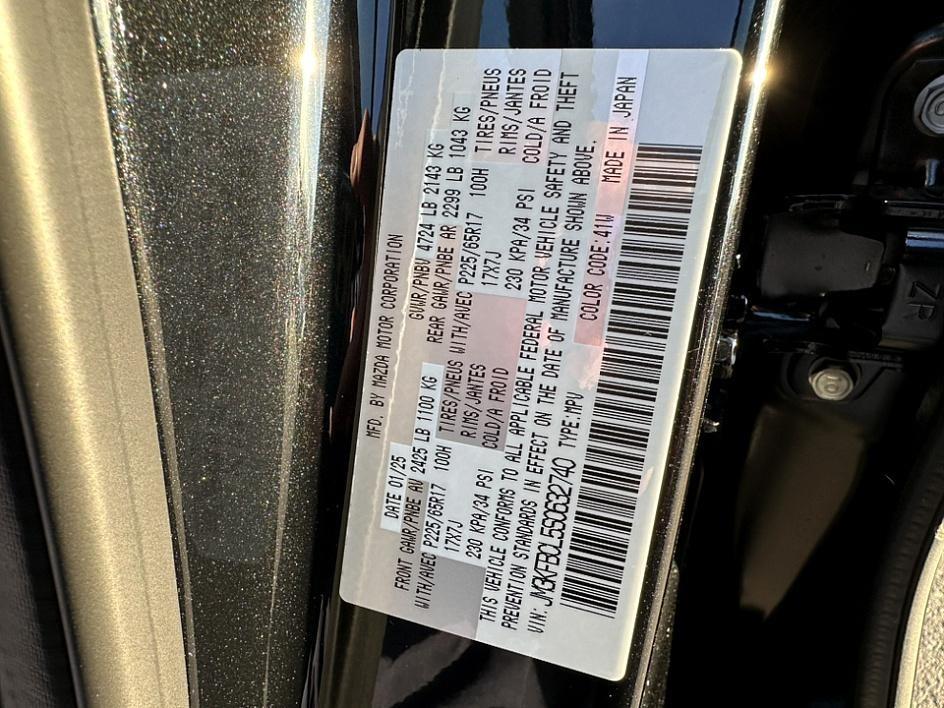 MFD. BY MAZDA MOTOR CORPORATION
DATE 01/25 GVWR/PNBV 4724 LB 2143 KG
FRONT GAWR/PNBE AV 2425 LB 1100 KG REAR GAWR/PNBE AR 2299 LB 1043 KG
WITH/AVEC P225/65R17 100H TIRES/PNEUS WITH/AVEC P225/65R17 100H TIRES/PNEUS
17X7J RIMS/JANTES 17X7J RIMS/JANTES
230 KPA/34 PSI COLD/A FROID 230 KPA/34 PSI COLD/A FROID
THIS VEHICLE CONFORMS TO ALL APPLICABLE FEDERAL MOTOR VEHICLE SAFETY AND THEFT
PREVENTION STANDARDS IN EFFECT ON THE DATE OF MANUFACTURE SHOWN ABOVE.
VIN: JM3KFBCL5S0632740 TYPE:MPV COLOR CODE:41W MADE IN JAPAN
ZR